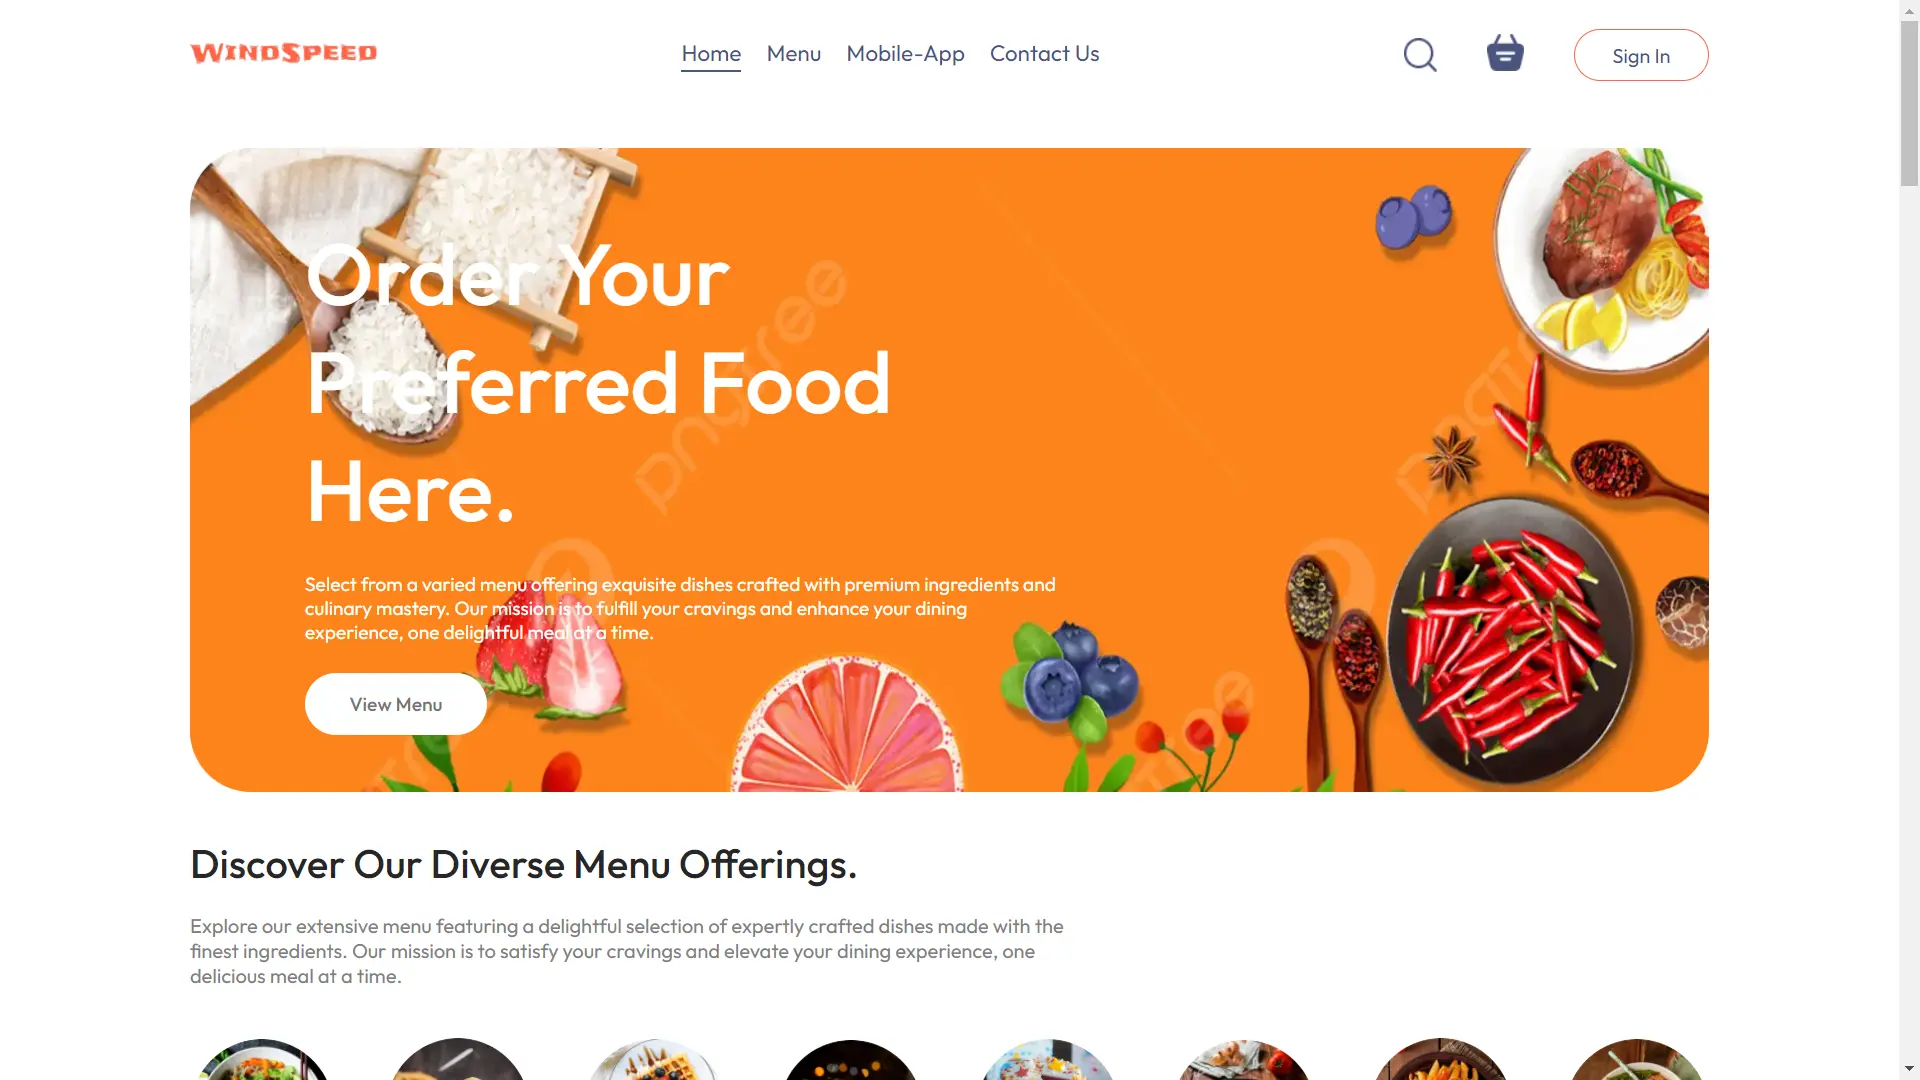 WINDSPEED
Home Menu Mobile-App Contact Us
Sign In
Order Your
Preferred Food
Here.
Select from a varied menu offering exquisite dishes crafted with premium ingredients and
culinary mastery. Our mission is to fulfill your cravings and enhance your dining
experience, one delightful meal at a time.
View Menu
pngtree
Discover Our Diverse Menu Offerings.
Explore our extensive menu featuring a delightful selection of expertly crafted dishes made with the
finest ingredients. Our mission is to satisfy your cravings and elevate your dining experience, one
delicious meal at a time.